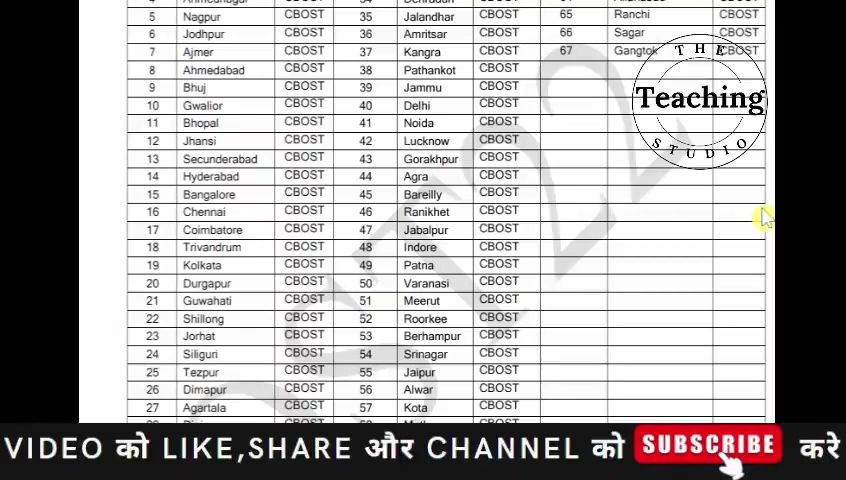 5 Nagpur CBOST 35 Jalandhar CBOST 65 Ranchi CBOST
6 Jodhpur CBOST 36 Amritsar CBOST 66 Sagar CBOST
7 Ajmer CBOST 37 Kangra CBOST 67 Gangtok CBOST
8 Ahmedabad CBOST 38 Pathankot CBOST
9 Bhuj CBOST 39 Jammu CBOST
10 Gwalior CBOST 40 Delhi CBOST
11 Bhopal CBOST 41 Noida CBOST
12 Jhansi CBOST 42 Lucknow CBOST
13 Secunderabad CBOST 43 Gorakhpur CBOST
14 Hyderabad CBOST 44 Agra CBOST
15 Bangalore CBOST 45 Bareilly CBOST
16 Chennai CBOST 46 Ranikhet CBOST
17 Coimbatore CBOST 47 Jabalpur CBOST
18 Trivandrum CBOST 48 Indore CBOST
19 Kolkata CBOST 49 Patna CBOST
20 Durgapur CBOST 50 Varanasi CBOST
21 Guwahati CBOST 51 Meerut CBOST
22 Shillong CBOST 52 Roorkee CBOST
23 Jorhat CBOST 53 Berhampur CBOST
24 Siliguri CBOST 54 Srinagar CBOST
25 Tezpur CBOST 55 Jaipur CBOST
26 Dimapur CBOST 56 Alwar CBOST
27 Agartala CBOST 57 Kota CBOST
THE
Teaching
STUDIO
VIDEO को LIKE,SHARE और CHANNEL को SUBSCRIBE करे